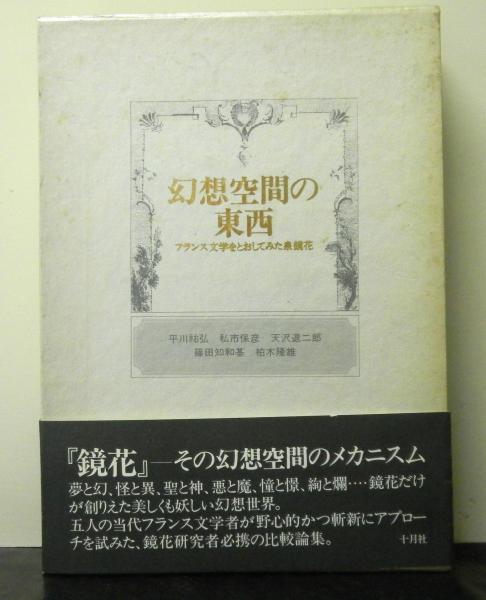 幻想空間の
東西
フランス文学をとおしてみた泉鏡花
平川祐弘 私市保彦 天沢退二郎
篠田知和基 柏木隆雄
『鏡花』―その幻想空間のメカニスム
夢と幻、怪と異、聖と神、悪と魔、憧と憬、絢と爛‥‥鏡花だけ
が創りえた美しくも妖しい幻想世界。
五人の当代フランス文学者が野心的かつ斬新にアプロー
チを試みた、鏡花研究者必携の比較論集。
十月社